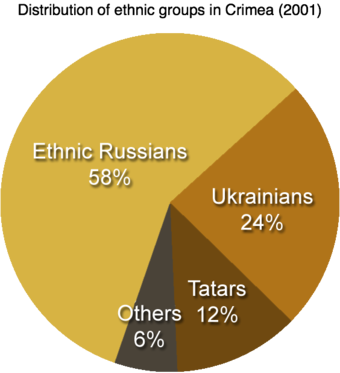 Distribution of ethnic groups in Crimea (2001)
Ethnic Russians
58%
Ukrainians
24%
Tatars
12%
Others
6%